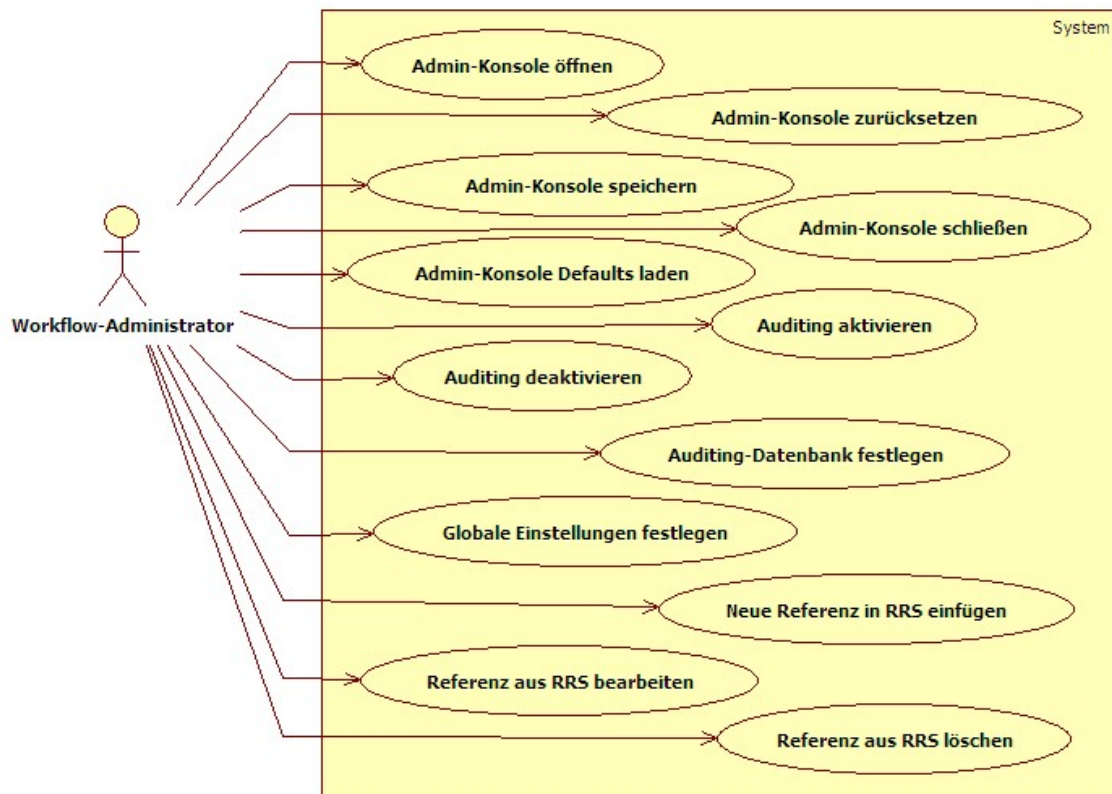 System
Admin-Konsole öffnen
Admin-Konsole zurücksetzen
Admin-Konsole speichern
Admin-Konsole schließen
Admin-Konsole Defaults laden
Workflow-Administrator
Auditing aktivieren
Auditing deaktivieren
Auditing-Datenbank festlegen
Globale Einstellungen festlegen
Neue Referenz in RRS einfügen
Referenz aus RRS bearbeiten
Referenz aus RRS löschen